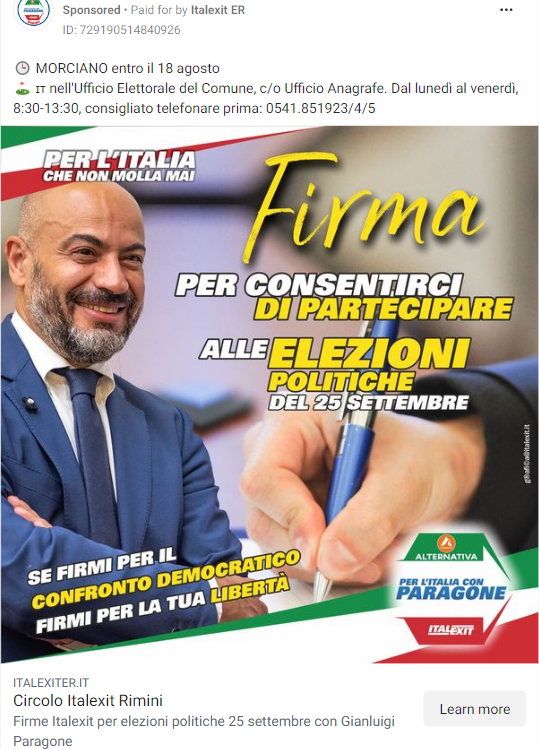 Sponsored • Paid for by Italexit ER
ID: 729190514840926
MORCIANO entro il 18 agosto
IT nell'Ufficio Elettorale del Comune, c/o Ufficio Anagrafe. Dal lunedì al venerdì,
8:30-13:30, consigliato telefonare prima: 0541.851923/4/5
PER L'ITALIA
CHE NON MOLLA MAI
Firma
PER CONSENTIRCI
DI PARTECIPARE
ALLE ELEZIONI
POLITICHE
DEL 25 SETTEMBRE
grafica@italexit.it
SE FIRMI PER IL
CONFRONTO DEMOCRATICO
FIRMI PER LA TUA LIBERTÀ
ALTERNATIVA
PER L'ITALIA CON
PARAGONE
ITALEXIT
ITALEXITER.IT
Circolo Italexit Rimini
Firme Italexit per elezioni politiche 25 settembre con Gianluigi
Paragone
Learn more